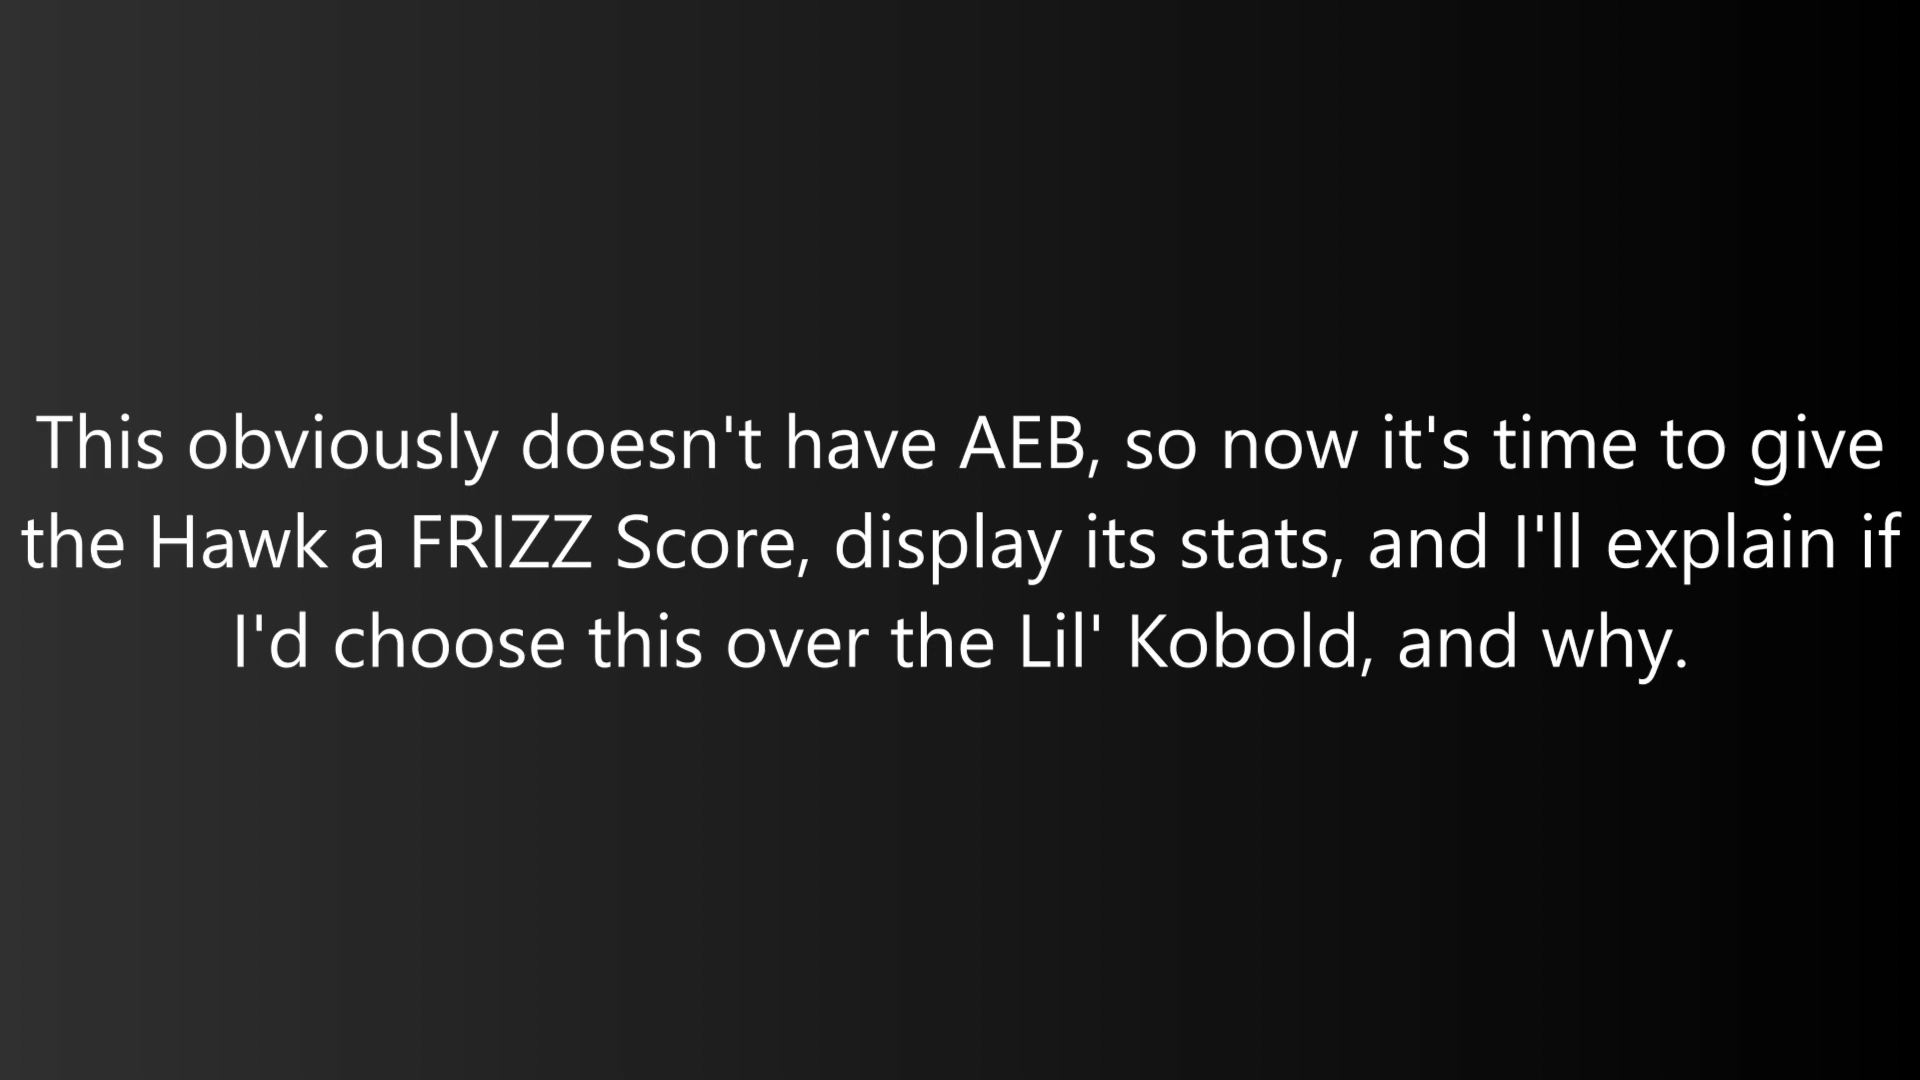 This obviously doesn't have AEB, so now it's time to give
the Hawk a FRIZZ Score, display its stats, and I'll explain if
I'd choose this over the Lil' Kobold, and why.